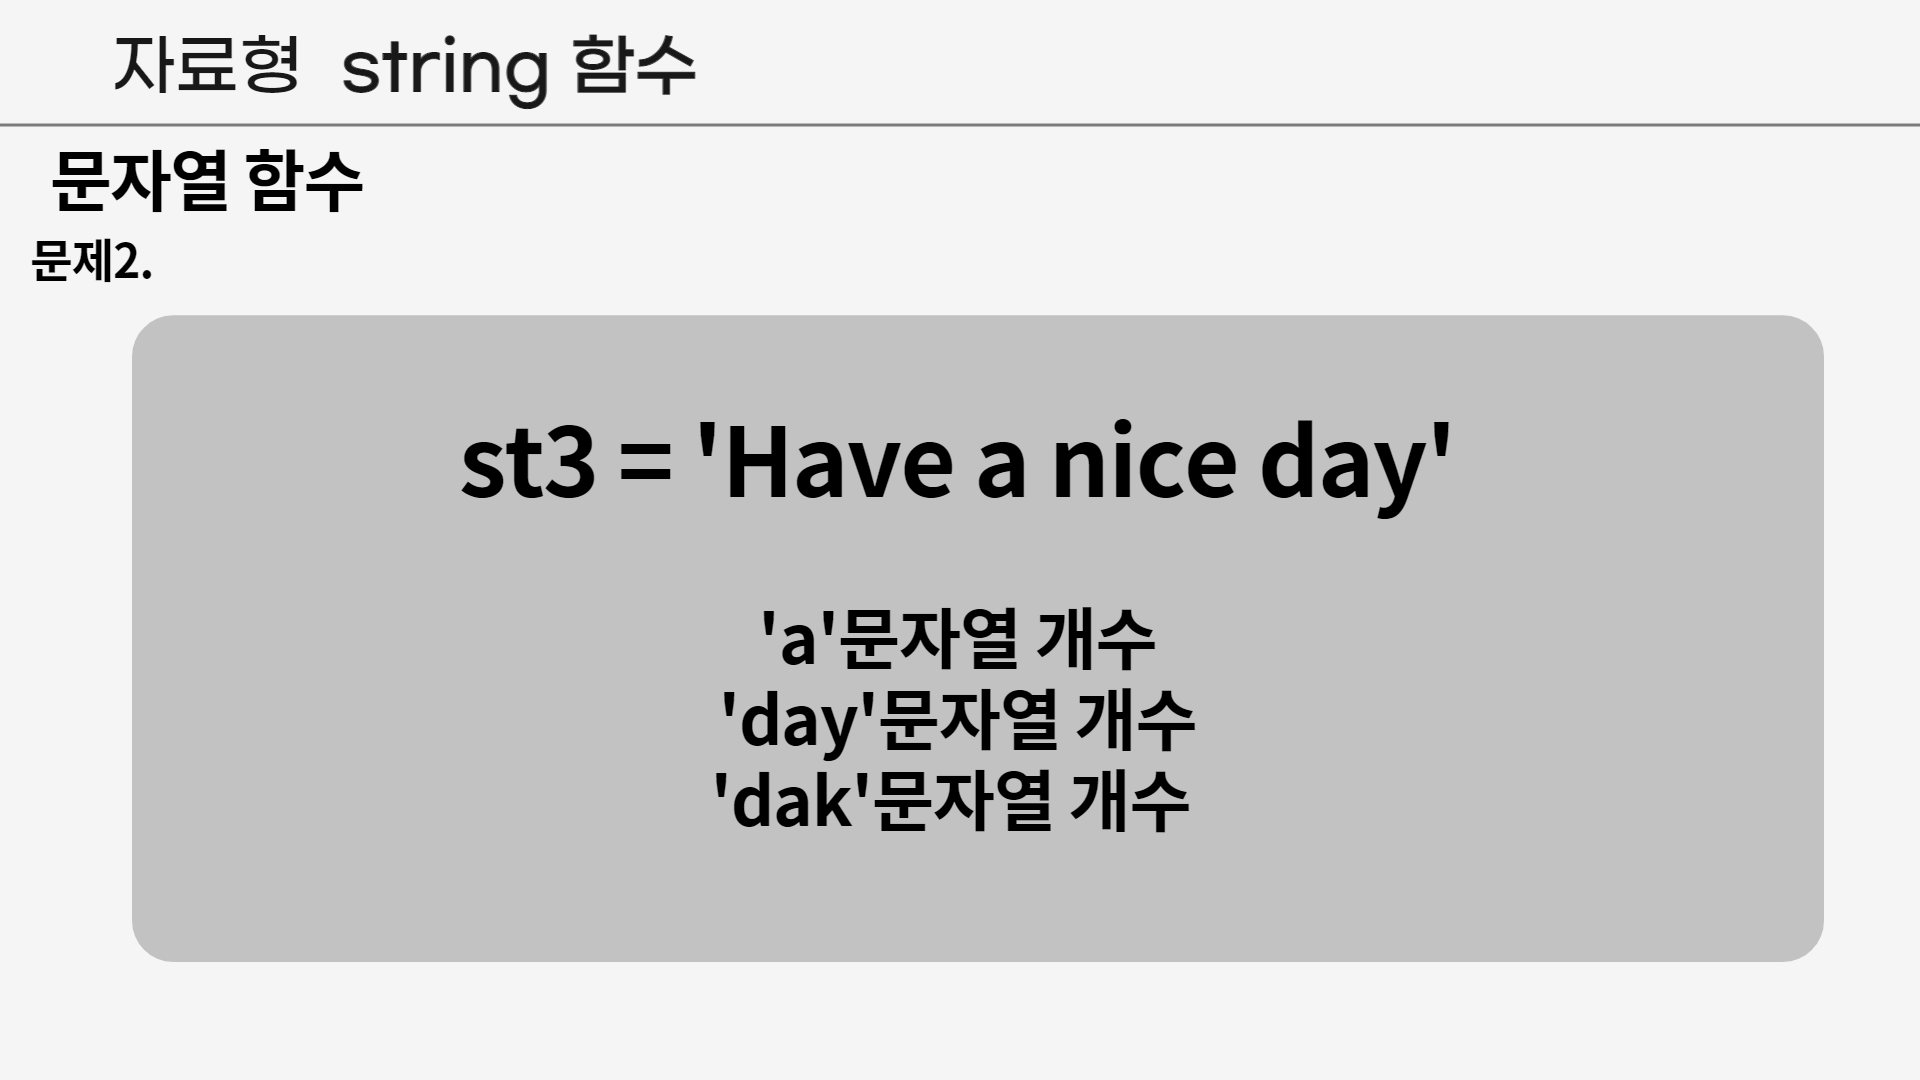 자료형 string 함수
문자열 함수
문제2.
st3 = 'Have a nice day'
'a'문자열 개수
'day'문자열 개수
'dak'문자열 개수